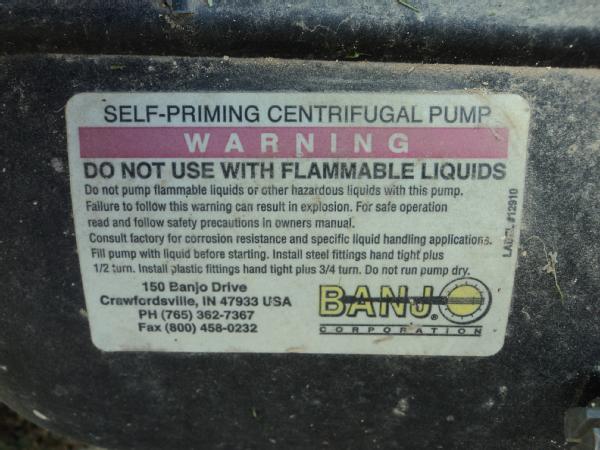 SELF-PRIMING CENTRIFUGAL PUMP
WARNING
DO NOT USE WITH FLAMMABLE LIQUIDS
Do not pump flammable liquids or other hazardous liquids with this pump.
Failure to follow this warning can result in explosion. For safe operation
read and follow safety precautions in owners manual.
Consult factory for corrosion resistance and specific liquid handling applications.
Fill pump with liquid before starting. Install steel fittings hand tight plus
1/2 turn. Install plastic fittings hand tight plus 3/4 turn. Do not run pump dry.
LABEL #12910
150 Banjo Drive
Crawfordsville, IN 47933 USA
PH (765) 362-7367
Fax (800) 458-0232
BANJO®
CORPORATION